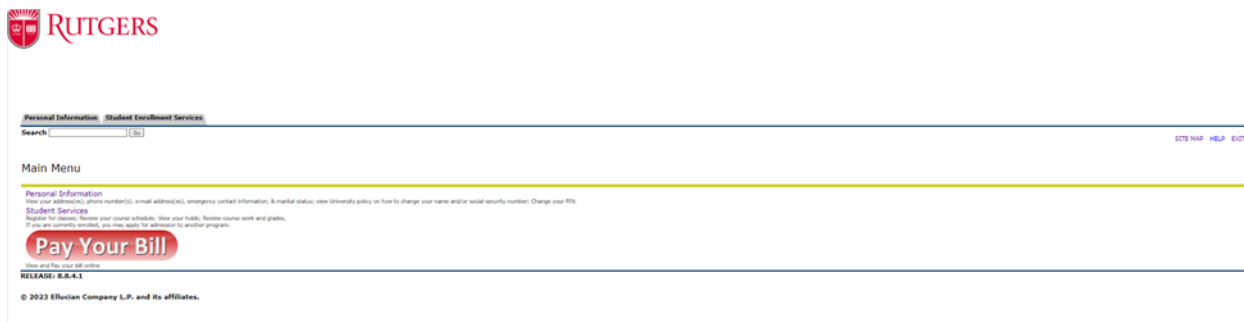 RUTGERS
Personal Information Student Enrollment Services
Search Go
SITE MAP HELP EXIT
Main Menu
Personal Information
View your address(es), phone number(s), e-mail address(es), emergency contact information, & marital status; view University policy on how to change your name and/or social security number; Change your PIN.
Student Services
Register for classes; Review your course schedule; View your holds; Review course work and grades.
If you are currently enrolled, you may apply for admission to another program.
Pay Your Bill
View and Pay your bill online
RELEASE: 8.8.4.1
© 2023 Ellucian Company L.P. and its affiliates.